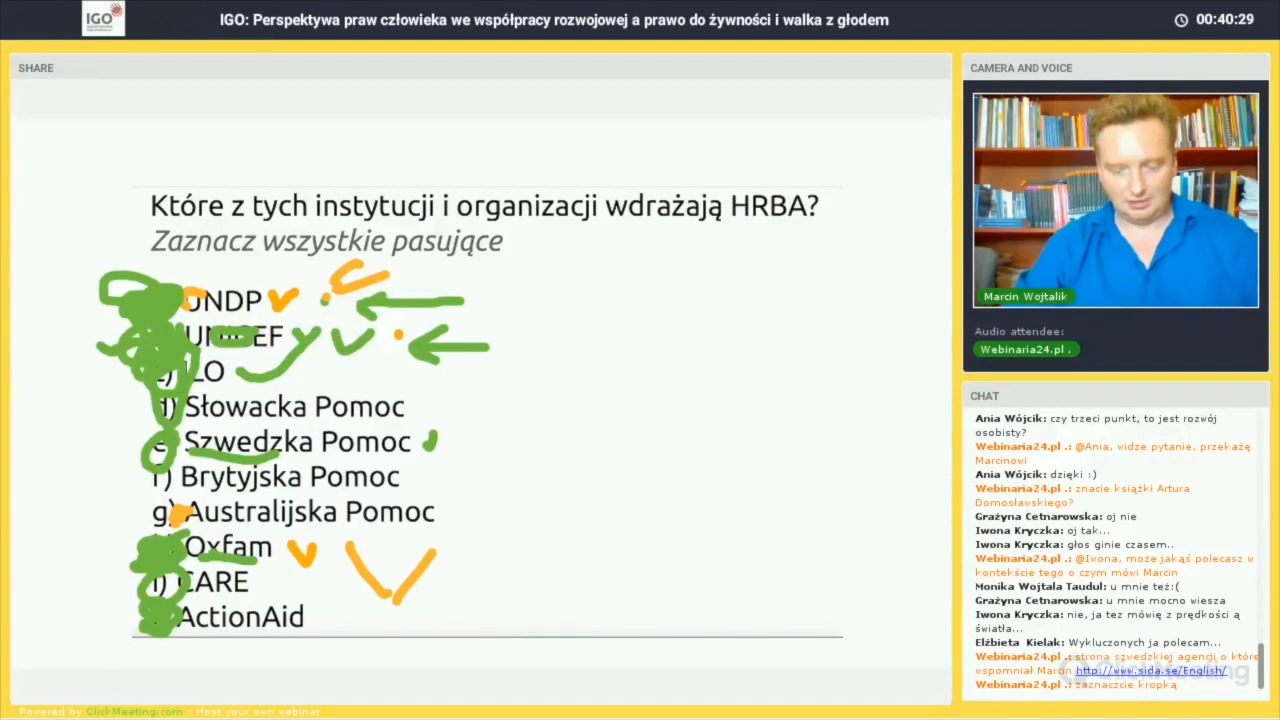 IGO
IGO: Perspektywa praw człowieka we współpracy rozwojowej a prawo do żywności i walka z głodem
00:40:29
SHARE
Które z tych instytucji i organizacji wdrażają HRBA?
Zaznacz wszystkie pasujące
UNDP
UNICEF
ILO
d) Słowacka Pomoc
e) Szwedzka Pomoc
f) Brytyjska Pomoc
g) Australijska Pomoc
Oxfam
i) CARE
ActionAid
CAMERA AND VOICE
Marcin Wojtalik
Audio attendee:
Webinaria24.pl .
CHAT
Ania Wójcik: czy trzeci punkt, to jest rozwój
osobisty?
Webinaria24.pl .: @Ania, widze pytanie, przekażę
Marcinowi
Ania Wójcik: dzięki :)
Webinaria24.pl .: znacie książki Artura
Domosławskiego?
Grażyna Cetnarowska: oj nie
Iwona Kryczka: oj tak...
Iwona Kryczka: głos ginie czasem..
Webinaria24.pl .: @Iwona, może jakąś polecasz w
kontekście tego o czym mówi Marcin
Monika Wojtala Taudul: u mnie też:(
Grażyna Cetnarowska: u mnie mocno wiesza
Iwona Kryczka: nie, ja tez mówię z prędkości ą
światła...
Elżbieta Kielak: Wykluczonych ja polecam...
Webinaria24.pl .: strona szwedzkiej agencji o które
wspomniał Marcin http://www.sida.se/English/
Webinaria24.pl .: zaznaczcie kropką
ClickMeeting
Powered by ClickMeeting.com - Host your own webinar